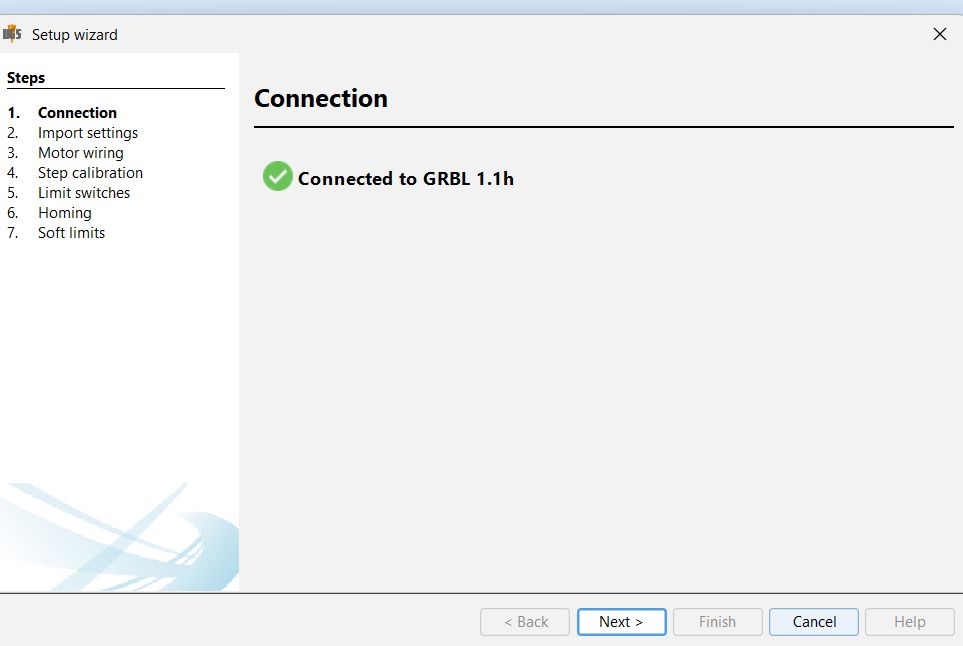 UGS Setup wizard
Steps
1. Connection
2. Import settings
3. Motor wiring
4. Step calibration
5. Limit switches
6. Homing
7. Soft limits
Connection
Connected to GRBL 1.1h
< Back Next > Finish Cancel Help